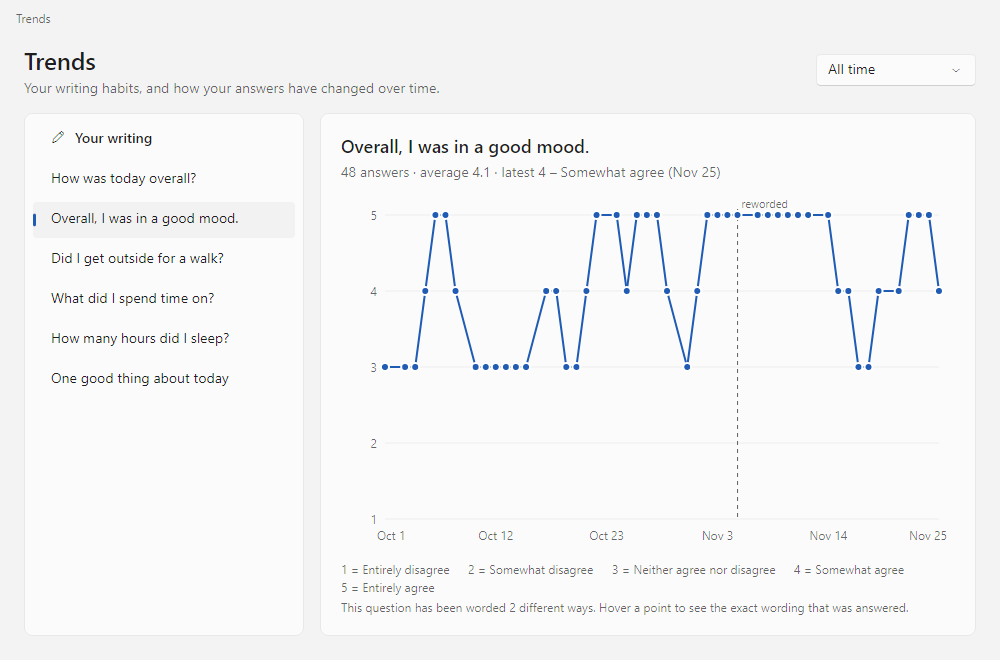 Trends
Trends
Your writing habits, and how your answers have changed over time.
All time
Your writing
How was today overall?
Overall, I was in a good mood.
Did I get outside for a walk?
What did I spend time on?
How many hours did I sleep?
One good thing about today
Overall, I was in a good mood.
48 answers · average 4.1 · latest 4 – Somewhat agree (Nov 25)
reworded
5
4
3
2
1
Oct 1 Oct 12 Oct 23 Nov 3 Nov 14 Nov 25
1 = Entirely disagree 2 = Somewhat disagree 3 = Neither agree nor disagree 4 = Somewhat agree
5 = Entirely agree
This question has been worded 2 different ways. Hover a point to see the exact wording that was answered.